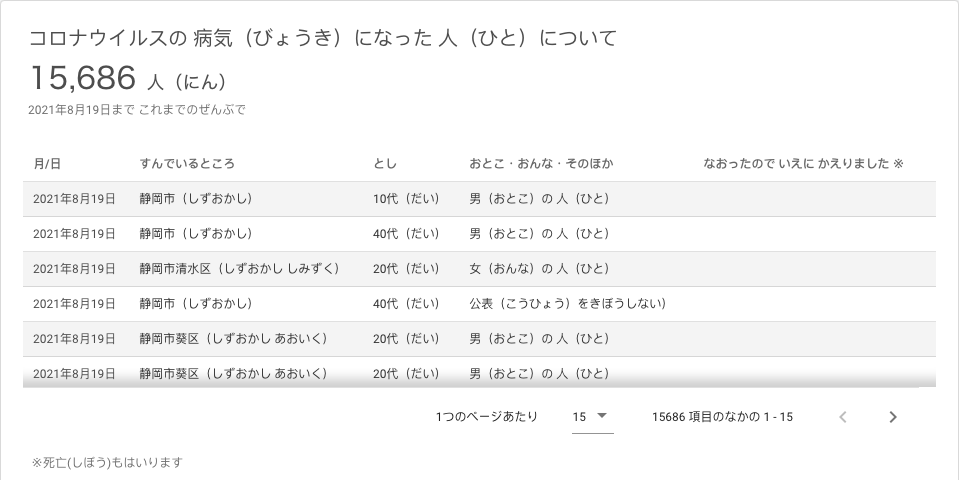 コロナウイルスの 病気（びょうき）になった 人（ひと）について
15,686 人（にん）
2021年8月19日まで これまでのぜんぶで
月/日 すんでいるところ とし おとこ・おんな・そのほか なおったので いえに かえりました ※
2021年8月19日 静岡市（しずおかし） 10代（だい） 男（おとこ）の 人（ひと）
2021年8月19日 静岡市（しずおかし） 40代（だい） 男（おとこ）の 人（ひと）
2021年8月19日 静岡市清水区（しずおかし しみずく） 20代（だい） 女（おんな）の 人（ひと）
2021年8月19日 静岡市（しずおかし） 40代（だい） 公表（こうひょう）をきぼうしない）
2021年8月19日 静岡市葵区（しずおかし あおいく） 20代（だい） 男（おとこ）の 人（ひと）
2021年8月19日 静岡市葵区（しずおかし あおいく） 20代（だい） 男（おとこ）の 人（ひと）
1つのページあたり 15 15686 項目のなかの 1 - 15
※死亡(しぼう)もはいります